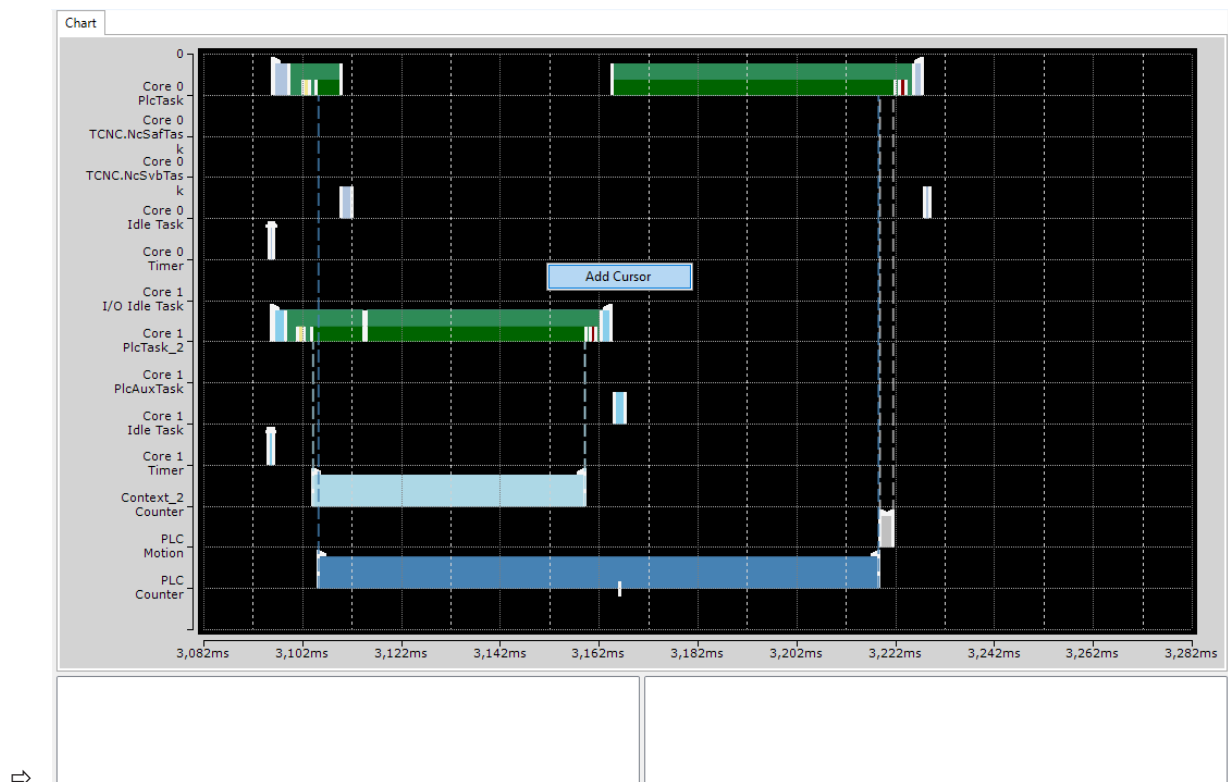 Chart
0
Core 0
PlcTask
Core 0
TCNC.NcSafTas
k
Core 0
TCNC.NcSvbTas
k
Core 0
Idle Task
Core 0
Timer
Add Cursor
Core 1
I/O Idle Task
Core 1
PlcTask_2
Core 1
PlcAuxTask
Core 1
Idle Task
Core 1
Timer
Context_2
Counter
PLC
Motion
PLC
Counter
3,082ms 3,102ms 3,122ms 3,142ms 3,162ms 3,182ms 3,202ms 3,222ms 3,242ms 3,262ms 3,282ms
⇨